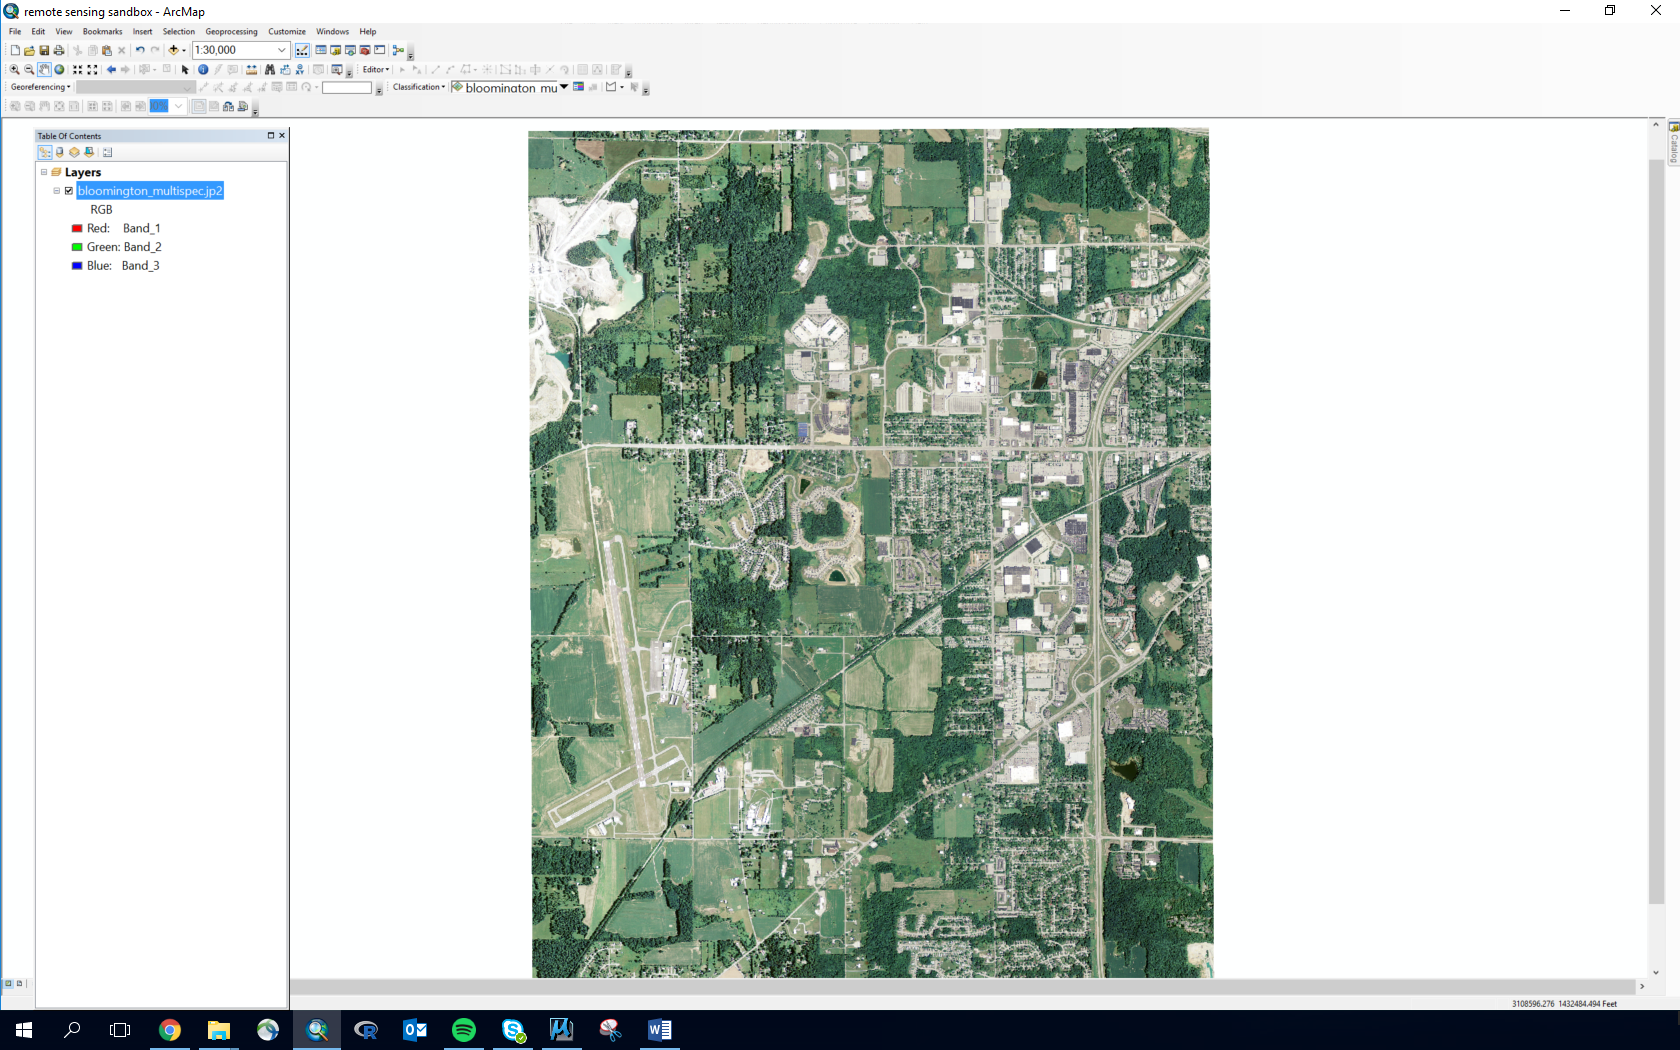 remote sensing sandbox - ArcMap
File Edit View Bookmarks Insert Selection Geoprocessing Customize Windows Help
1:30,000
Editor
Georeferencing
Classification
bloomington mu
Table Of Contents
Layers
bloomington_multispec.jp2
RGB
Red: Band_1
Green: Band_2
Blue: Band_3
Catalog
3108596.276 1432484.494 Feet